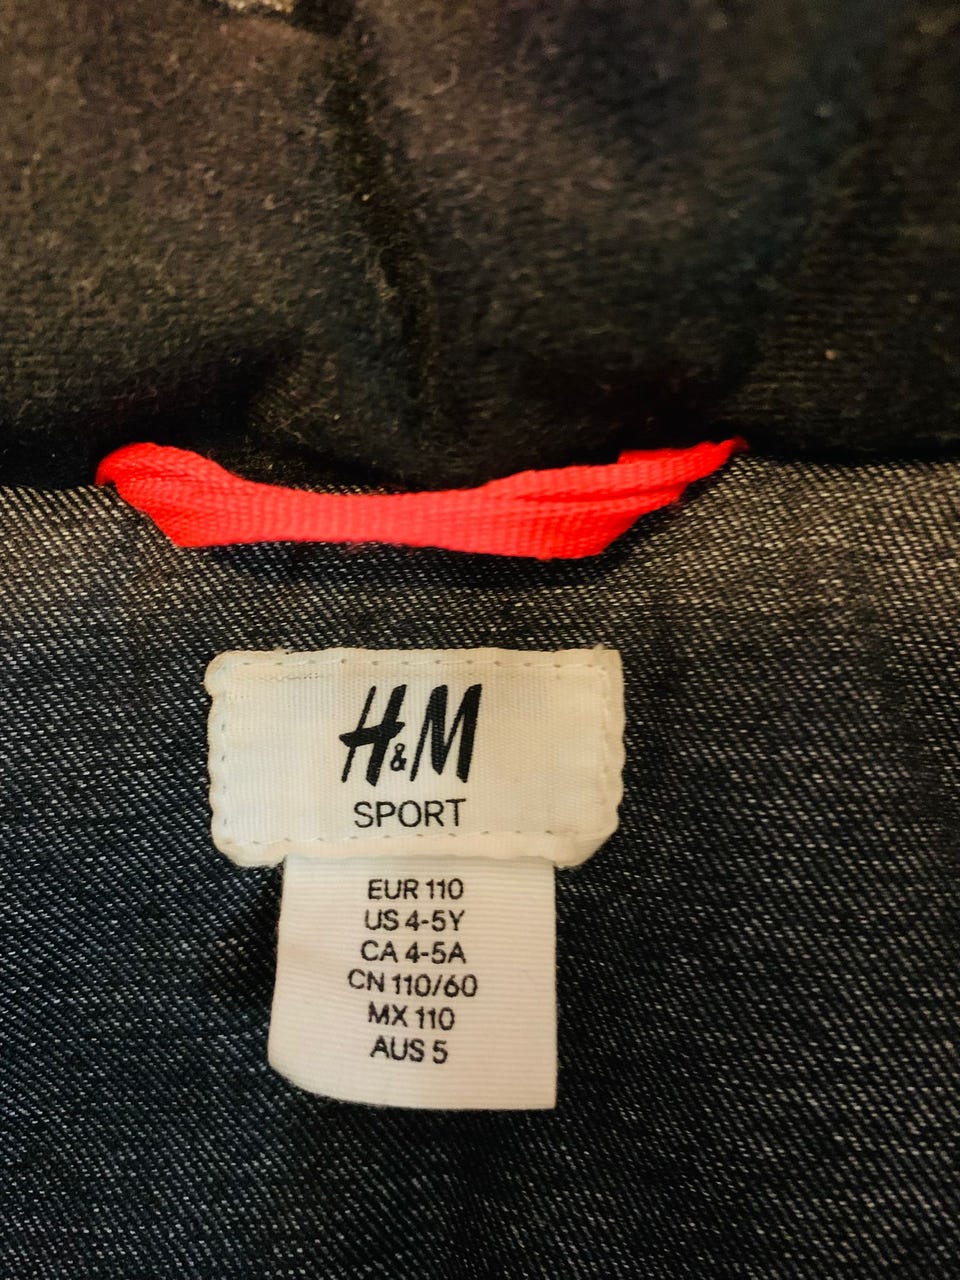 H&M
SPORT
EUR 110
US 4-5Y
CA 4-5A
CN 110/60
MX 110
AUS 5